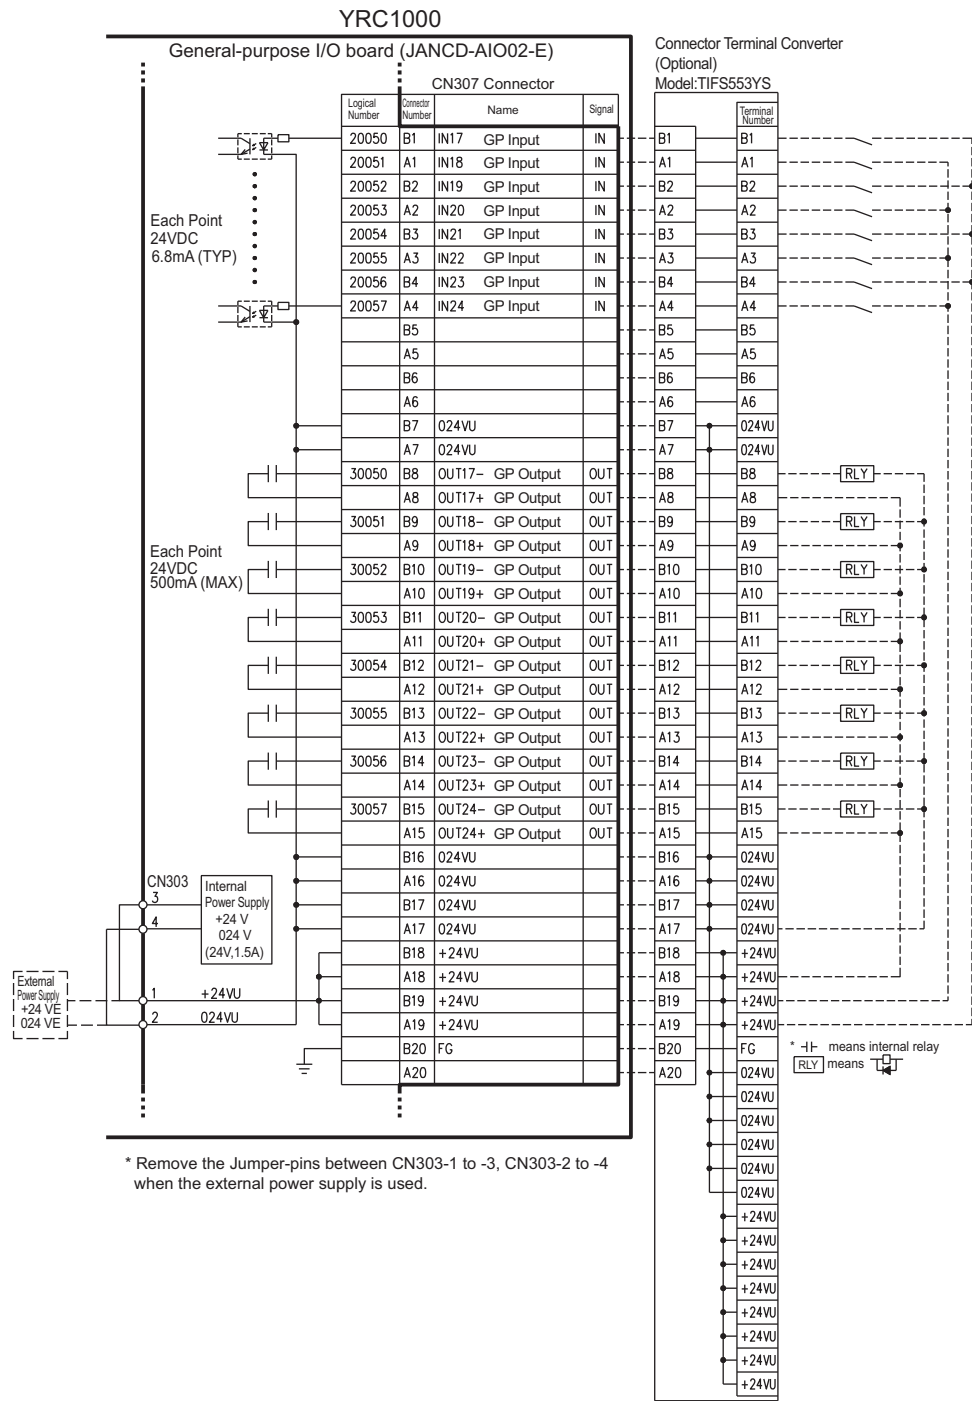 YRC1000
General-purpose I/O board (JANCD-AIO02-E)
Connector Terminal Converter
(Optional)
Model:TIFS553YS
CN307 Connector
Logical Number Connector Number Name Signal Terminal Number
20050 B1 IN17 GP Input IN B1 B1
20051 A1 IN18 GP Input IN A1 A1
20052 B2 IN19 GP Input IN B2 B2
20053 A2 IN20 GP Input IN A2 A2
20054 B3 IN21 GP Input IN B3 B3
20055 A3 IN22 GP Input IN A3 A3
20056 B4 IN23 GP Input IN B4 B4
20057 A4 IN24 GP Input IN A4 A4
Each Point
24VDC
6.8mA (TYP)
B5 B5 B5
A5 A5 A5
B6 B6 B6
A6 A6 A6
B7 024VU B7 024VU
A7 024VU A7 024VU
30050 B8 OUT17- GP Output OUT B8 B8 RLY
A8 OUT17+ GP Output OUT A8 A8
30051 B9 OUT18- GP Output OUT B9 B9 RLY
A9 OUT18+ GP Output OUT A9 A9
Each Point
24VDC
500mA (MAX)
30052 B10 OUT19- GP Output OUT B10 B10 RLY
A10 OUT19+ GP Output OUT A10 A10
30053 B11 OUT20- GP Output OUT B11 B11 RLY
A11 OUT20+ GP Output OUT A11 A11
30054 B12 OUT21- GP Output OUT B12 B12 RLY
A12 OUT21+ GP Output OUT A12 A12
30055 B13 OUT22- GP Output OUT B13 B13 RLY
A13 OUT22+ GP Output OUT A13 A13
30056 B14 OUT23- GP Output OUT B14 B14 RLY
A14 OUT23+ GP Output OUT A14 A14
30057 B15 OUT24- GP Output OUT B15 B15 RLY
A15 OUT24+ GP Output OUT A15 A15
B16 024VU B16 024VU
A16 024VU A16 024VU
B17 024VU B17 024VU
A17 024VU A17 024VU
B18 +24VU B18 +24VU
A18 +24VU A18 +24VU
B19 +24VU B19 +24VU
A19 +24VU A19 +24VU
B20 FG B20 FG
A20 A20 024VU
CN303
3
4
Internal
Power Supply
+24 V
024 V
(24V,1.5A)
External
Power Supply
+24 VE
024 VE
1 +24VU
2 024VU
* means internal relay
RLY means
024VU
024VU
024VU
024VU
024VU
+24VU
+24VU
+24VU
+24VU
+24VU
+24VU
+24VU
+24VU
* Remove the Jumper-pins between CN303-1 to -3, CN303-2 to -4
when the external power supply is used.